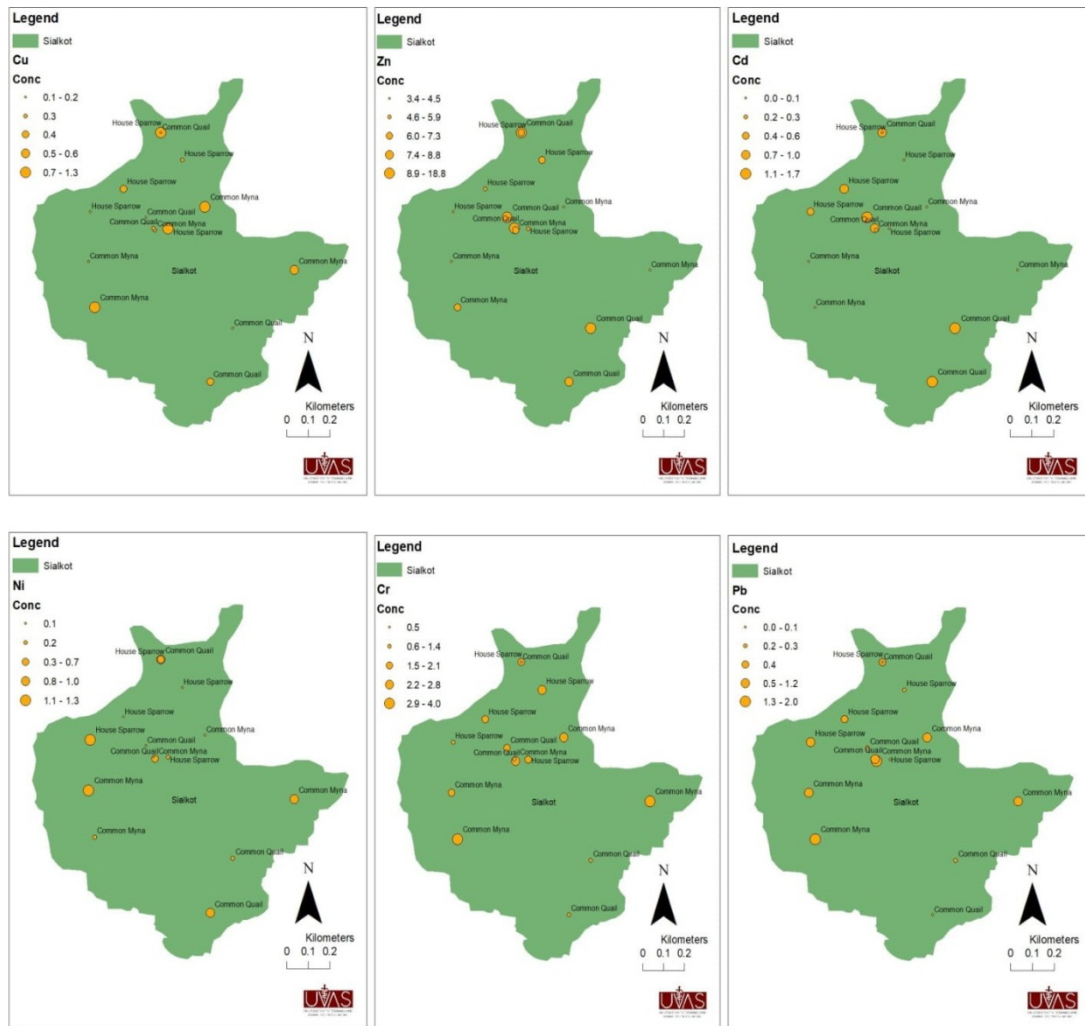 Legend
Sialkot
Cu
Conc
0.1 - 0.2
0.3
0.4
0.5 - 0.6
0.7 - 1.3
House Sparrow
Common Quail
House Sparrow
House Sparrow
Common Myna
House Sparrow
Common Quail
Common Quail
Common Myna
House Sparrow
Common Myna
Sialkot
Common Myna
Common Myna
Common Quail
Common Quail
N
Kilometers
0 0.1 0.2
UVAS
Legend
Sialkot
Zn
Conc
3.4 - 4.5
4.6 - 5.9
6.0 - 7.3
7.4 - 8.8
8.9 - 18.8
House Sparrow
Common Quail
House Sparrow
House Sparrow
Common Myna
House Sparrow
Common Quail
Common Quail
Common Myna
House Sparrow
Common Myna
Sialkot
Common Myna
Common Myna
Common Quail
Common Quail
N
Kilometers
0 0.1 0.2
UVAS
Legend
Sialkot
Cd
Conc
0.0 - 0.1
0.2 - 0.3
0.4 - 0.6
0.7 - 1.0
1.1 - 1.7
House Sparrow
Common Quail
House Sparrow
House Sparrow
Common Myna
House Sparrow
Common Quail
Common Quail
Common Myna
House Sparrow
Common Myna
Sialkot
Common Myna
Common Myna
Common Quail
Common Quail
N
Kilometers
0 0.1 0.2
UVAS
Legend
Sialkot
Ni
Conc
0.1
0.2
0.3 - 0.7
0.8 - 1.0
1.1 - 1.3
House Sparrow
Common Quail
House Sparrow
House Sparrow
Common Myna
House Sparrow
Common Quail
Common Quail
Common Myna
House Sparrow
Common Myna
Sialkot
Common Myna
Common Myna
Common Quail
Common Quail
N
Kilometers
0 0.1 0.2
UVAS
Legend
Sialkot
Cr
Conc
0.5
0.6 - 1.4
1.5 - 2.1
2.2 - 2.8
2.9 - 4.0
House Sparrow
Common Quail
House Sparrow
House Sparrow
Common Myna
House Sparrow
Common Quail
Common Quail
Common Myna
House Sparrow
Common Myna
Sialkot
Common Myna
Common Myna
Common Quail
Common Quail
N
Kilometers
0 0.1 0.2
UVAS
Legend
Sialkot
Pb
Conc
0.0 - 0.1
0.2 - 0.3
0.4
0.5 - 1.2
1.3 - 2.0
House Sparrow
Common Quail
House Sparrow
House Sparrow
Common Myna
House Sparrow
Common Quail
Common Quail
Common Myna
House Sparrow
Common Myna
Sialkot
Common Myna
Common Myna
Common Quail
Common Quail
N
Kilometers
0 0.1 0.2
UVAS